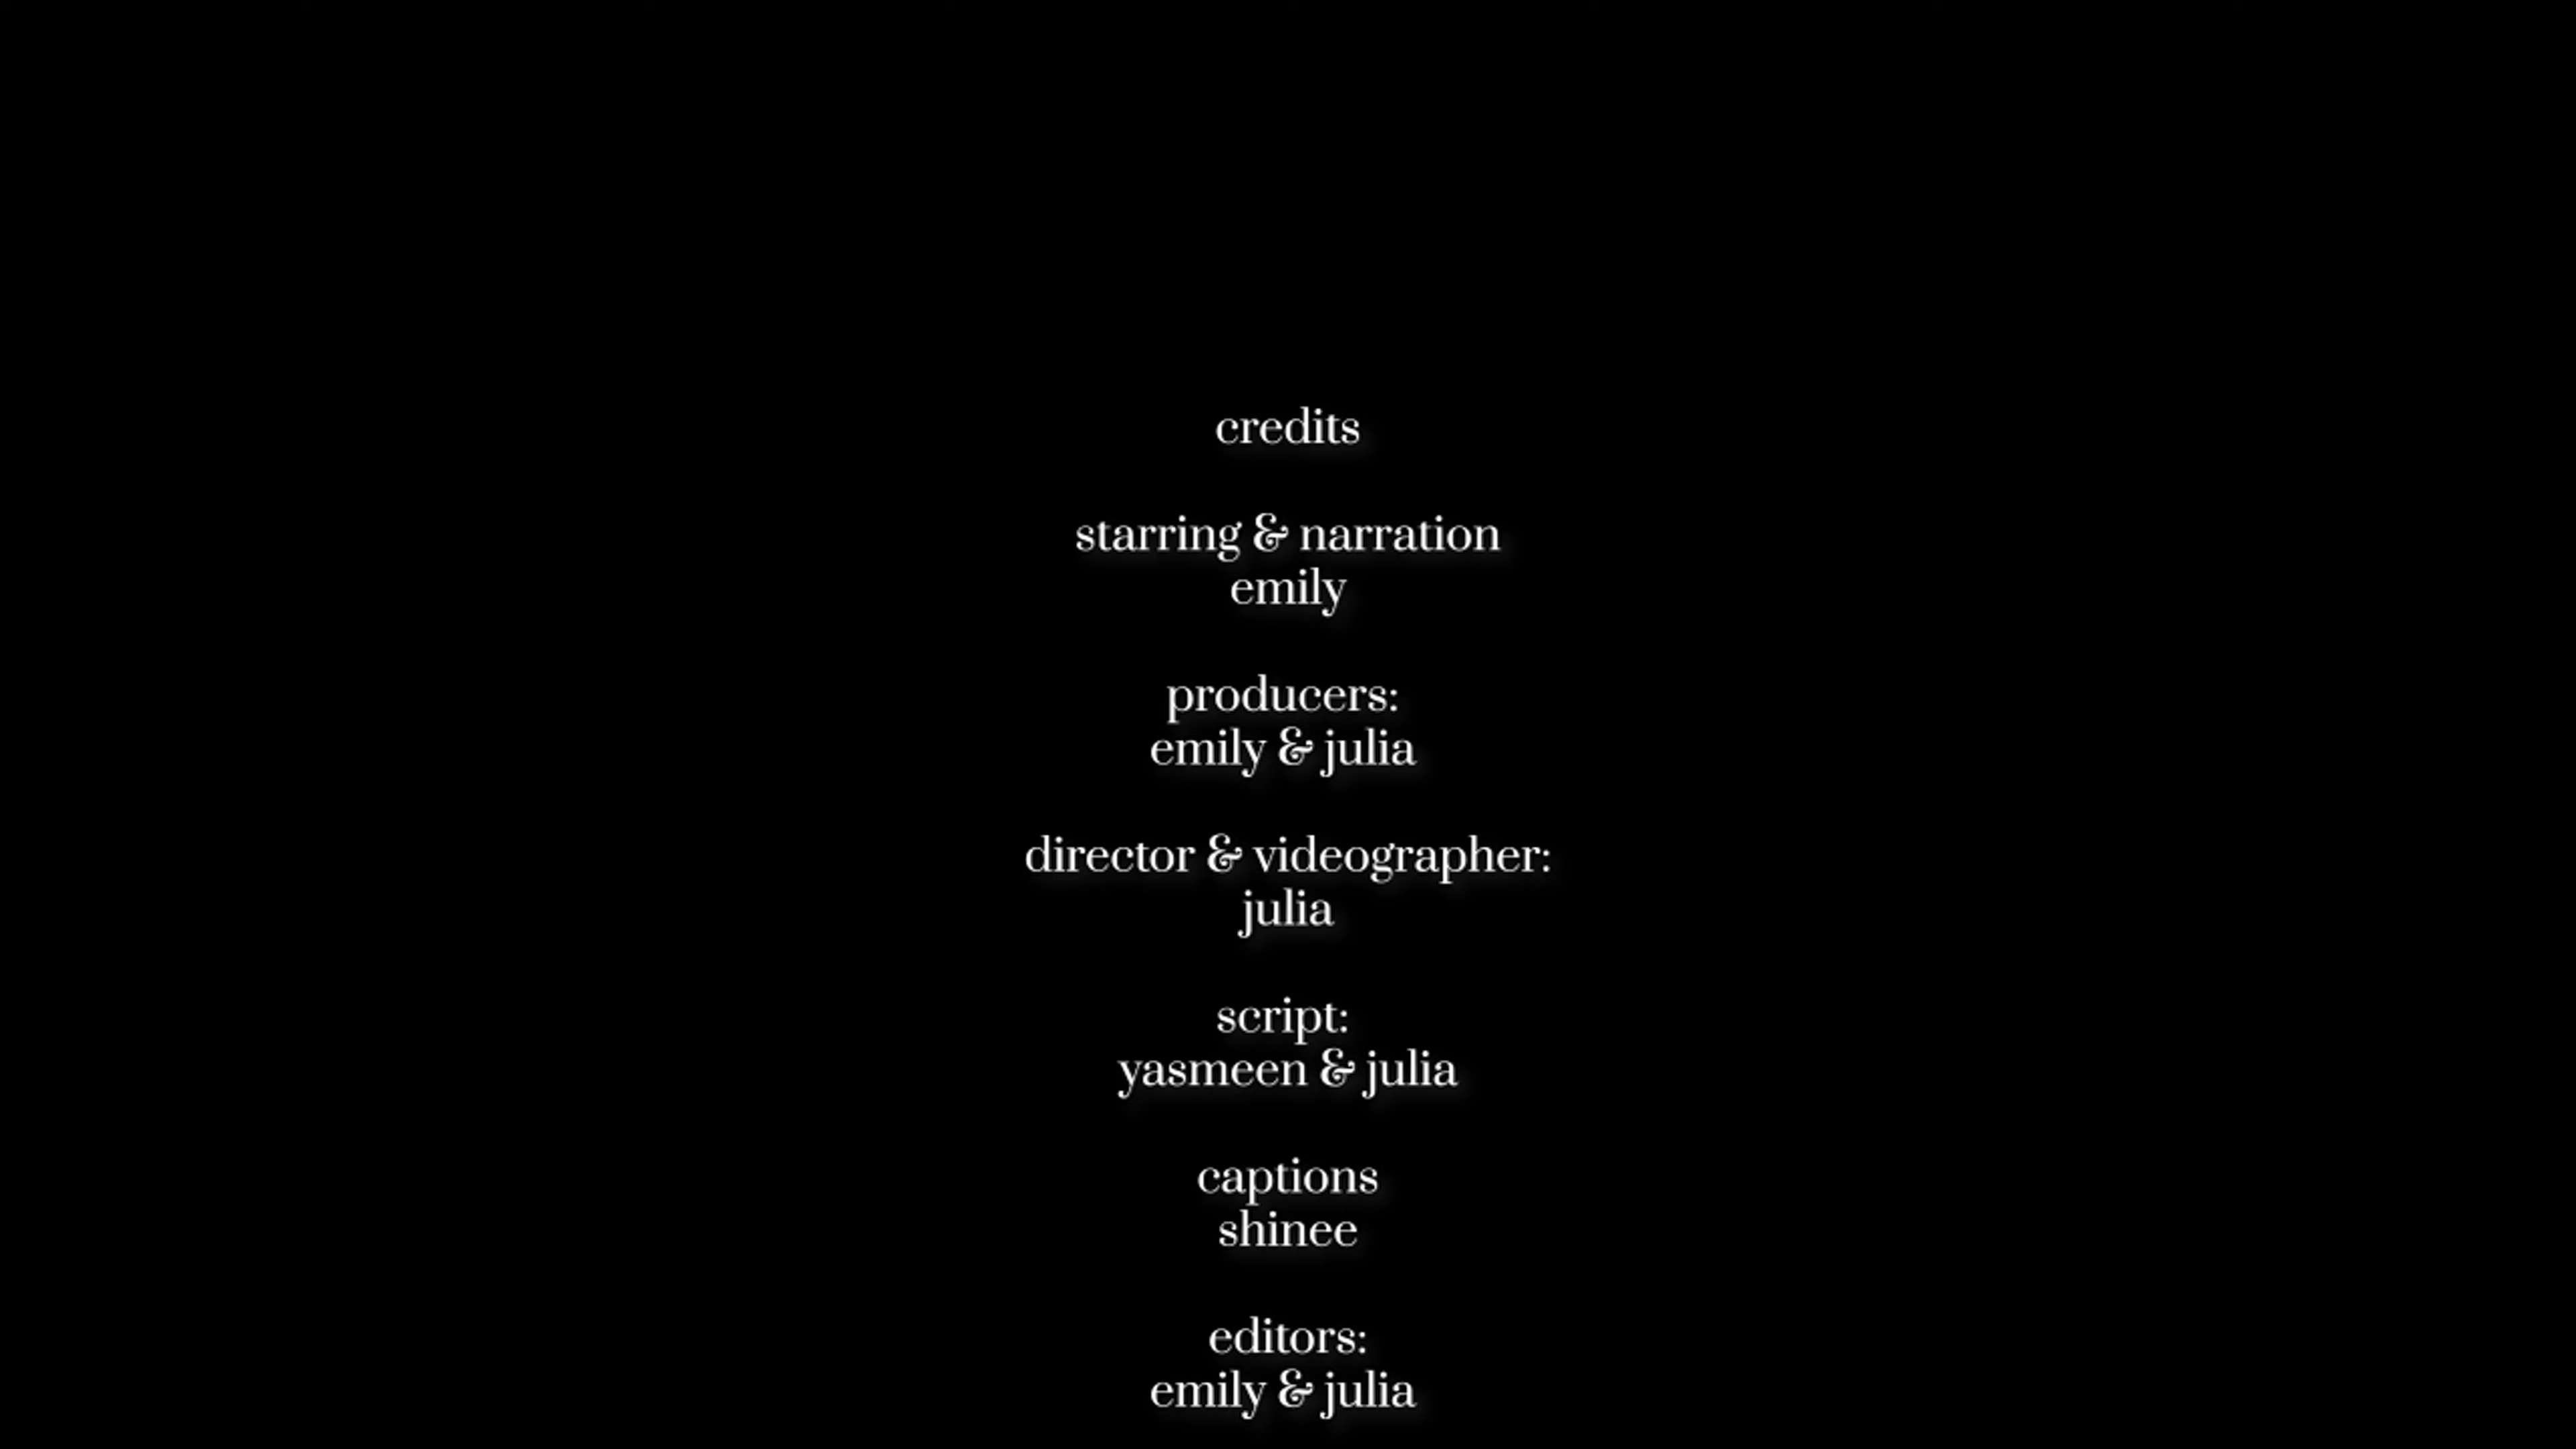 credits
starring & narration
emily
producers:
emily & julia
director & videographer:
julia
script:
yasmeen & julia
captions
shinee
editors:
emily & julia